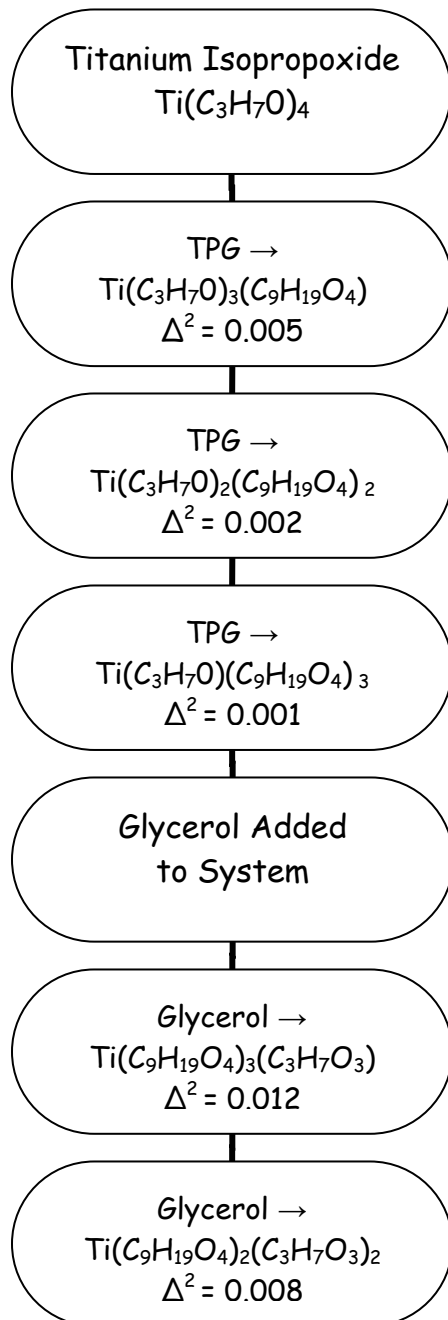 Titanium Isopropoxide
Ti(C₃H₇0)₄
TPG →
Ti(C₃H₇0)₃(C₉H₁₉O₄)
Δ² = 0.005
TPG →
Ti(C₃H₇0)₂(C₉H₁₉O₄) ₂
Δ² = 0.002
TPG →
Ti(C₃H₇0)(C₉H₁₉O₄) ₃
Δ² = 0.001
Glycerol Added
to System
Glycerol →
Ti(C₉H₁₉O₄)₃(C₃H₇O₃)
Δ² = 0.012
Glycerol →
Ti(C₉H₁₉O₄)₂(C₃H₇O₃)₂
Δ² = 0.008